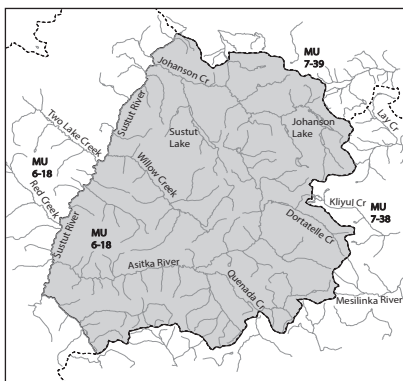 MU
7-39
Johanson Cr
Sustut River
Two Lake Creek
Sustut
Lake
Johanson
Lake
Lay Cr
Willow Creek
MU
6-18
Red Creek
Kliyul Cr
MU
7-38
Dortatelle Cr
Sustut River
MU
6-18
Asitka River
Quenada Cr
Mesilinka River